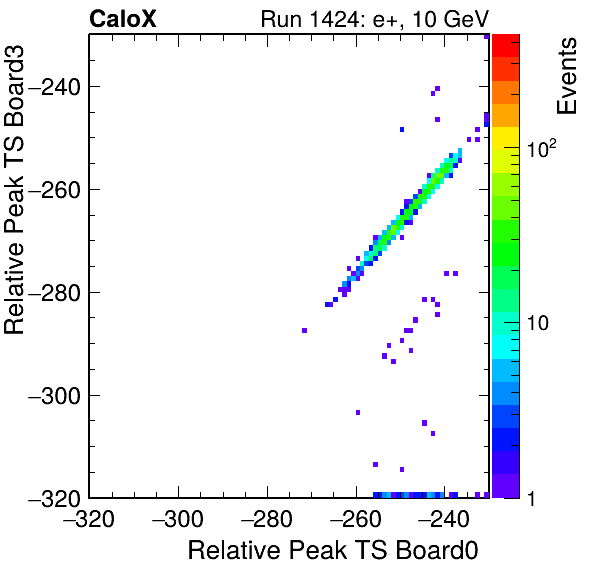 CaloX Run 1424: e+, 10 GeV
Relative Peak TS Board3
Events
−240
−260
−280
−300
−320
10²
10
1
−320 −300 −280 −260 −240
Relative Peak TS Board0